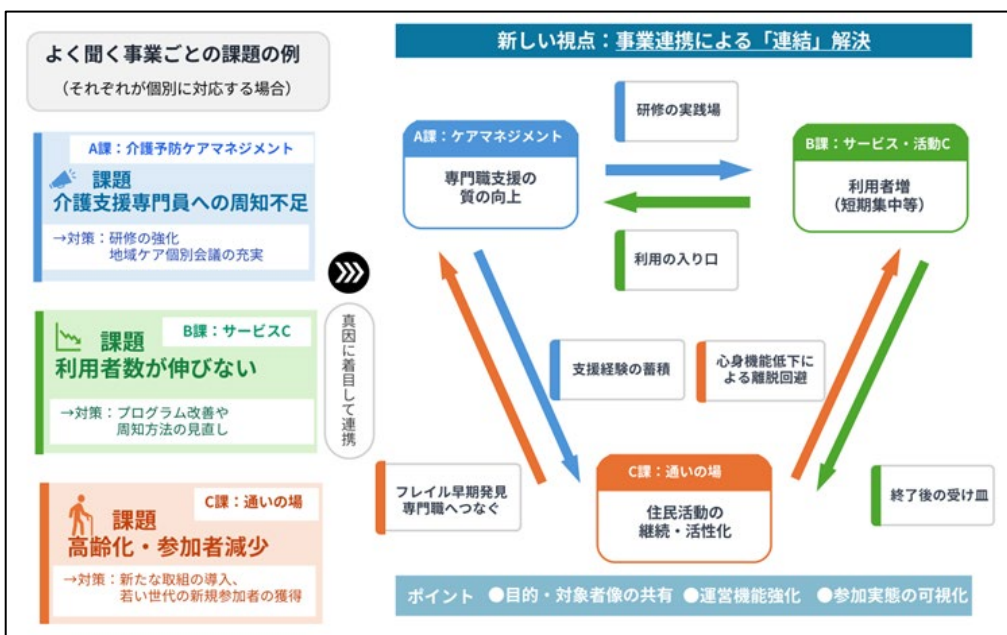 よく聞く事業ごとの課題の例
（それぞれが個別に対応する場合）
A課：介護予防ケアマネジメント
課題
介護支援専門員への周知不足
→対策：研修の強化
地域ケア個別会議の充実
B課：サービスC
課題
利用者数が伸びない
→対策：プログラム改善や
周知方法の見直し
C課：通いの場
課題
高齢化・参加者減少
→対策：新たな取組の導入、
若い世代の新規参加者の獲得
真因に着目して連携
新しい視点：事業連携による「連結」解決
A課：ケアマネジメント
専門職支援の
質の向上
研修の実践場
利用の入り口
B課：サービス・活動C
利用者増
（短期集中等）
支援経験の蓄積
心身機能低下に
よる離脱回避
フレイル早期発見
専門職へつなぐ
C課：通いの場
住民活動の
継続・活性化
終了後の受け皿
ポイント ●目的・対象者像の共有 ●運営機能強化 ●参加実態の可視化